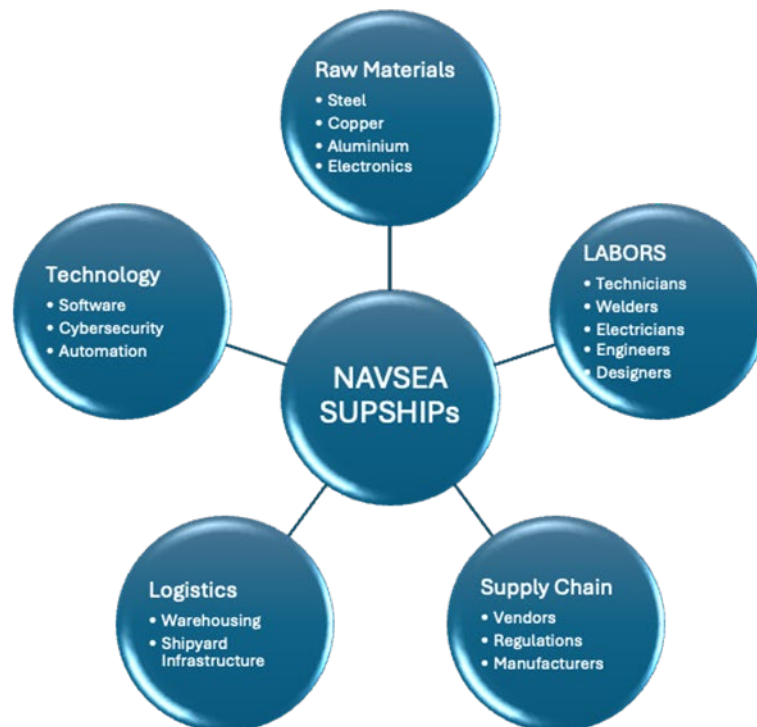 Raw Materials
• Steel
• Copper
• Aluminium
• Electronics
Technology
• Software
• Cybersecurity
• Automation
LABORS
• Technicians
• Welders
• Electricians
• Engineers
• Designers
NAVSEA
SUPSHIPs
Logistics
• Warehousing
• Shipyard
Infrastructure
Supply Chain
• Vendors
• Regulations
• Manufacturers